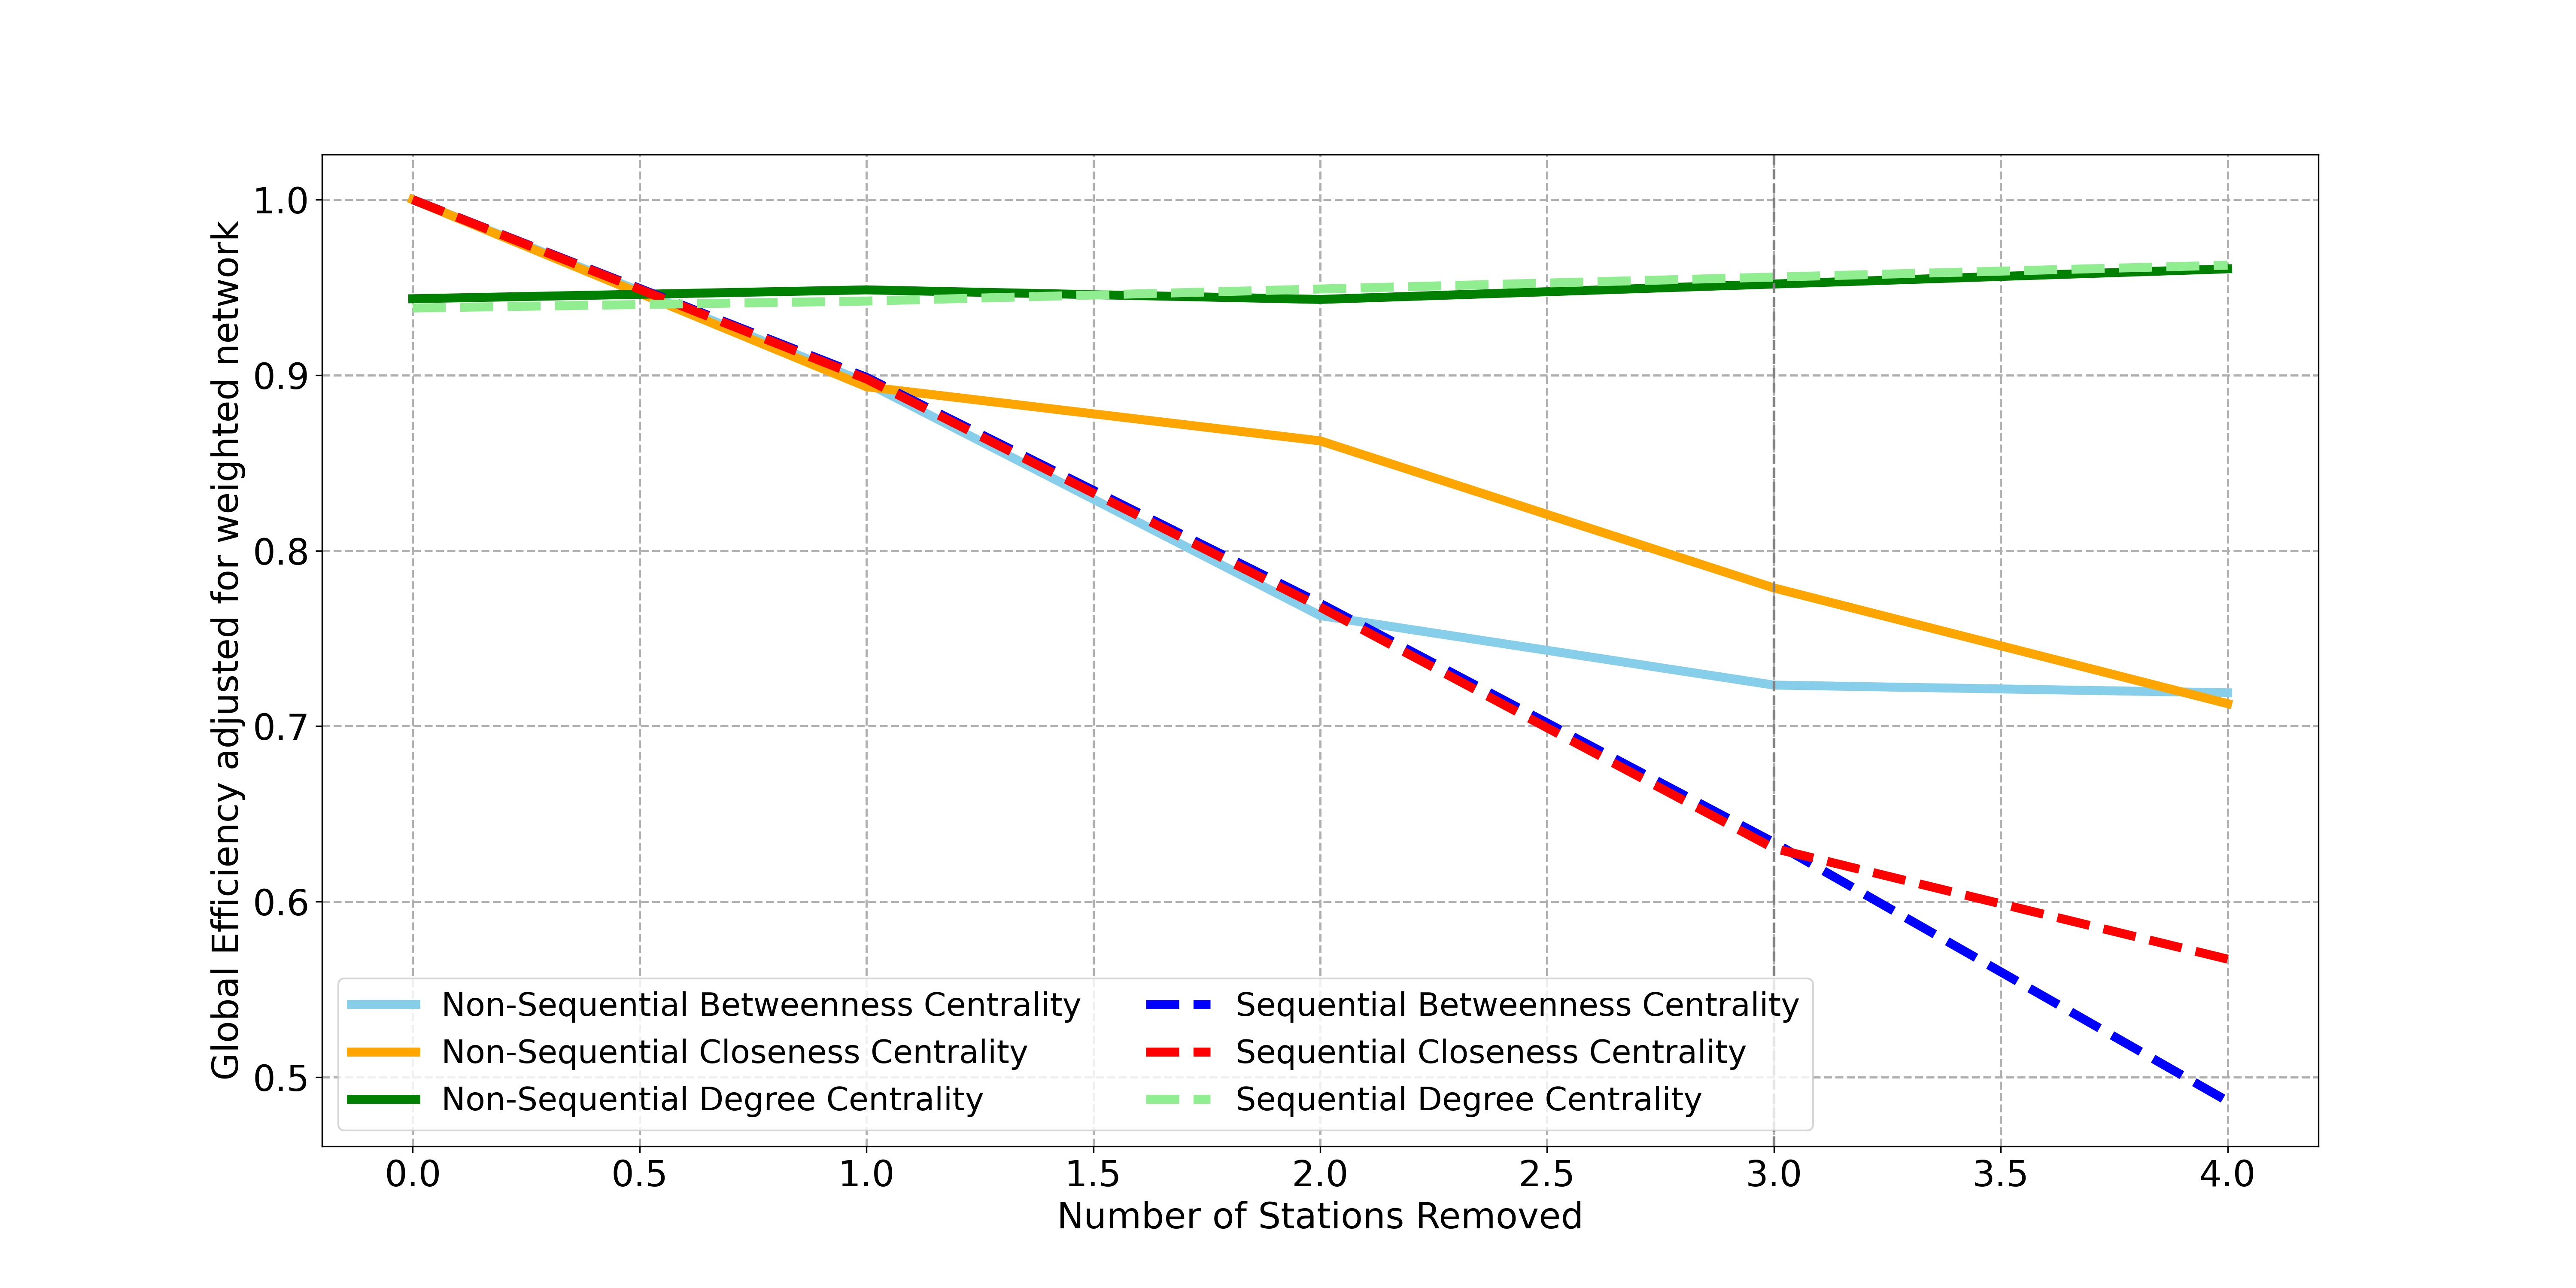 Global Efficiency adjusted for weighted network
1.0
0.9
0.8
0.7
0.6
0.5
Non-Sequential Betweenness Centrality
Non-Sequential Closeness Centrality
Non-Sequential Degree Centrality
Sequential Betweenness Centrality
Sequential Closeness Centrality
Sequential Degree Centrality
0.0 0.5 1.0 1.5 2.0 2.5 3.0 3.5 4.0
Number of Stations Removed